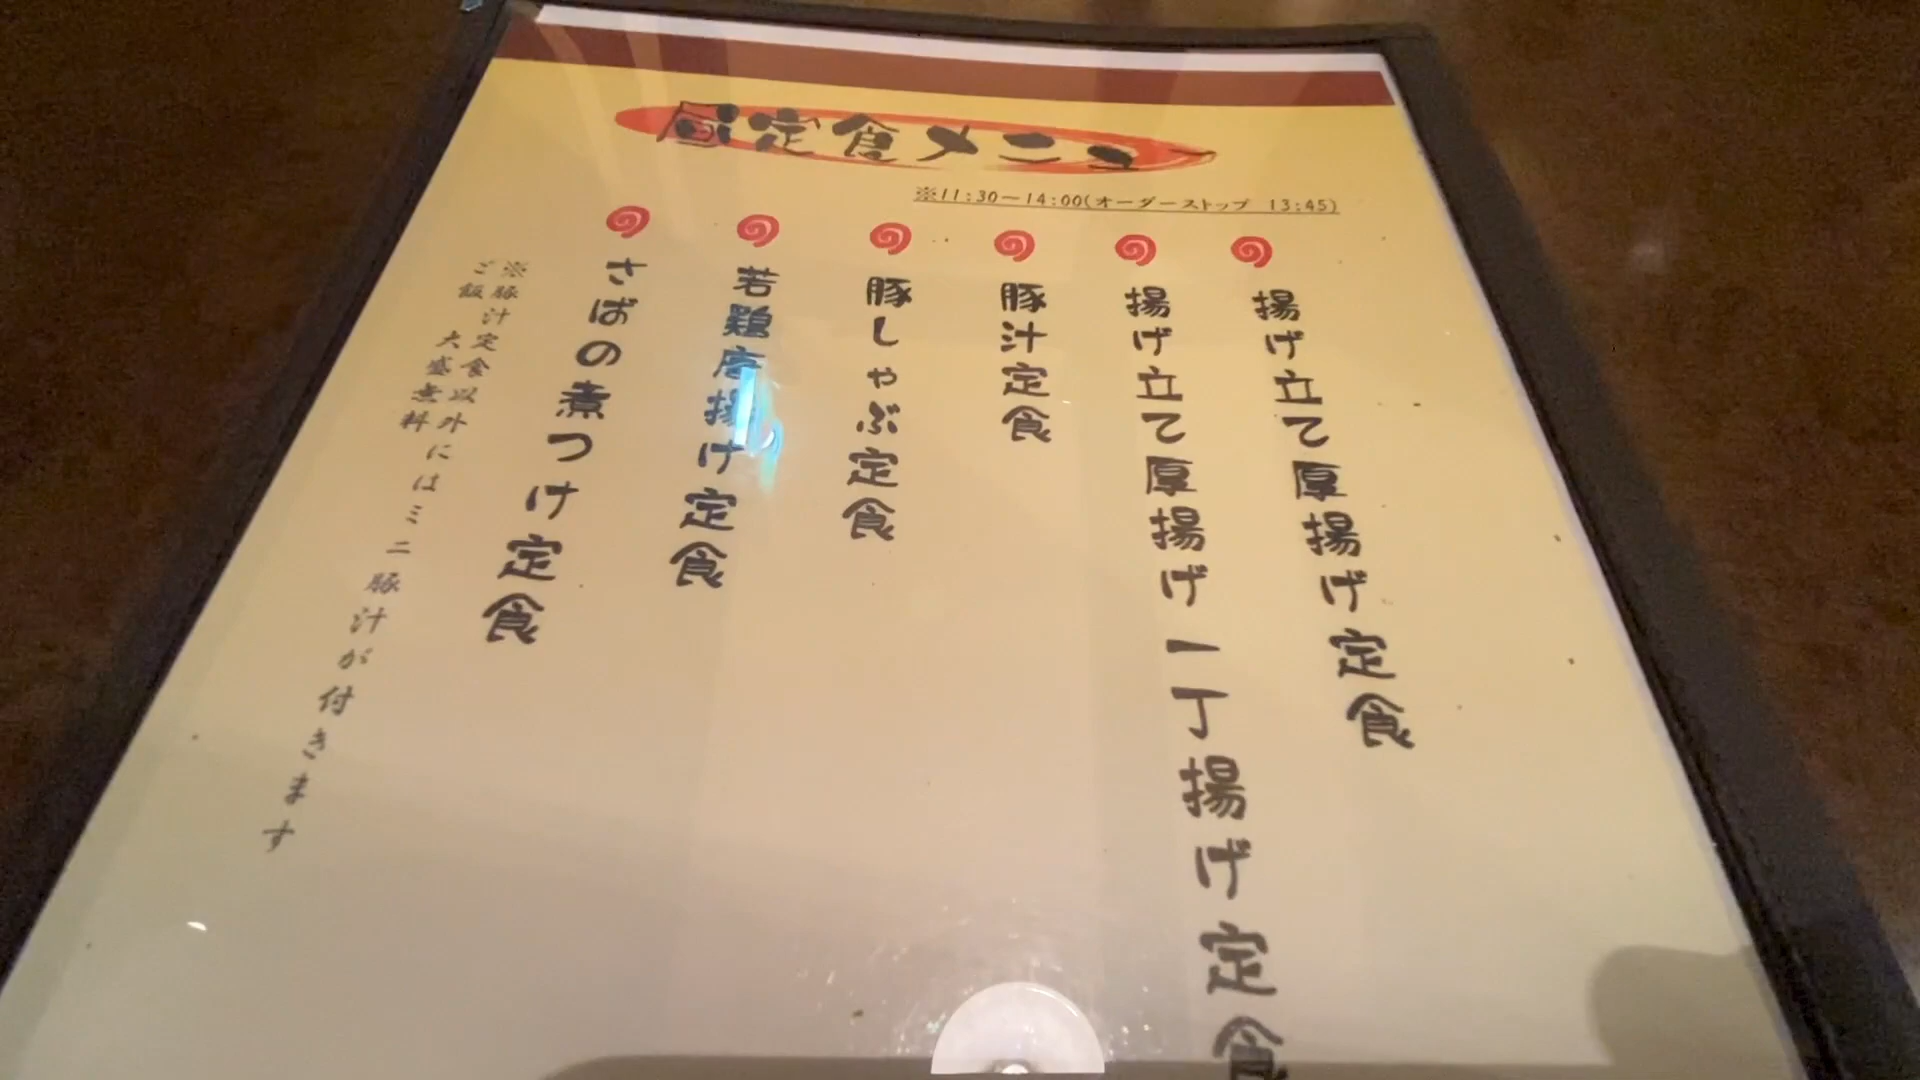 昼定食メニュー
※11:30－14:00(オーダーストップ 13:45)
揚げ立て厚揚げ定食
揚げ立て厚揚げ一丁揚げ定食
豚汁定食
豚しゃぶ定食
若鶏唐揚げ定食
さばの煮つけ定食
※豚汁定食以外にはミニ豚汁が付きます
ご飯大盛無料